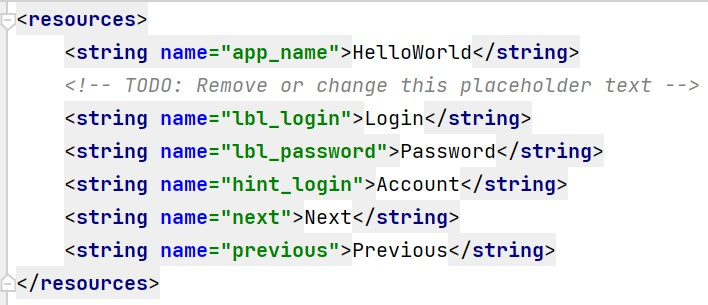 <resources>
    <string name="app_name">HelloWorld</string>
    <!-- TODO: Remove or change this placeholder text -->
    <string name="lbl_login">Login</string>
    <string name="lbl_password">Password</string>
    <string name="hint_login">Account</string>
    <string name="next">Next</string>
    <string name="previous">Previous</string>
</resources>